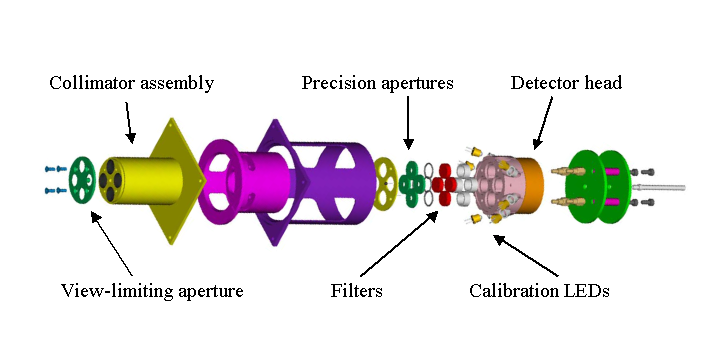 Collimator assembly
Precision apertures
Detector head
View-limiting aperture
Filters
Calibration LEDs